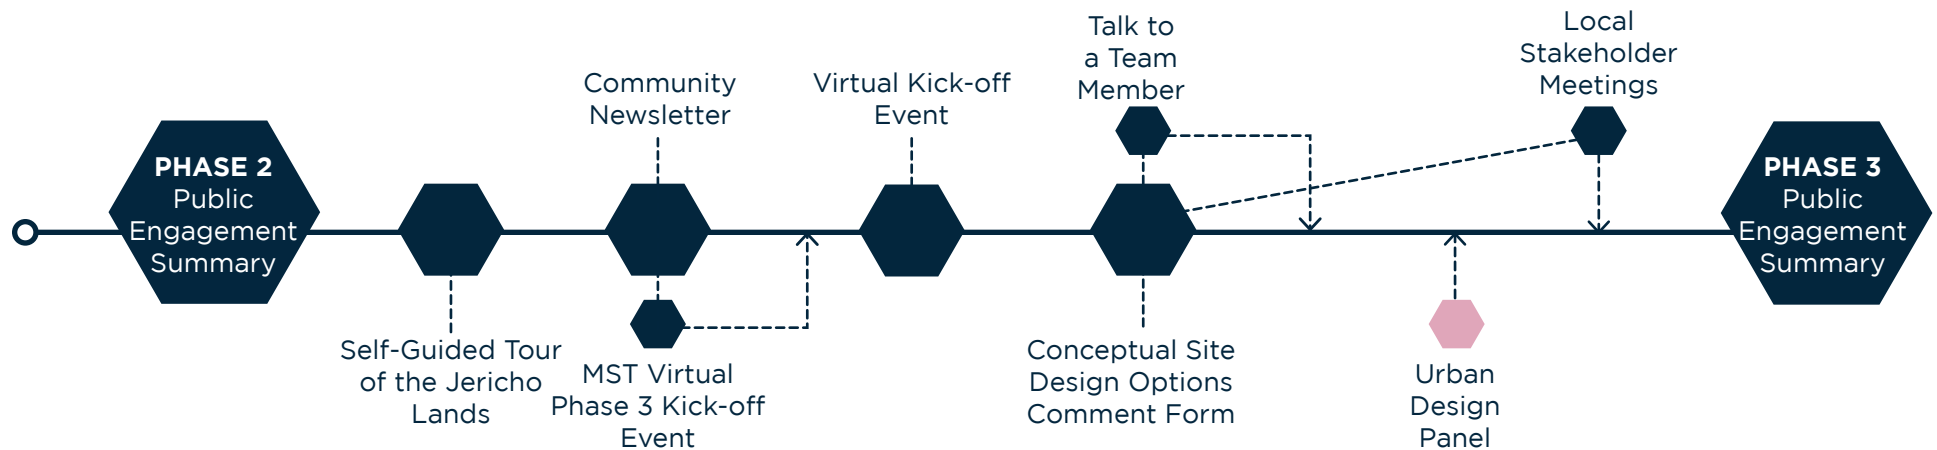 PHASE 2
Public
Engagement
Summary
Self-Guided Tour
of the Jericho
Lands
Community
Newsletter
MST Virtual
Phase 3 Kick-off
Event
Virtual Kick-off
Event
Talk to
a Team
Member
Conceptual Site
Design Options
Comment Form
Urban
Design
Panel
Local
Stakeholder
Meetings
PHASE 3
Public
Engagement
Summary